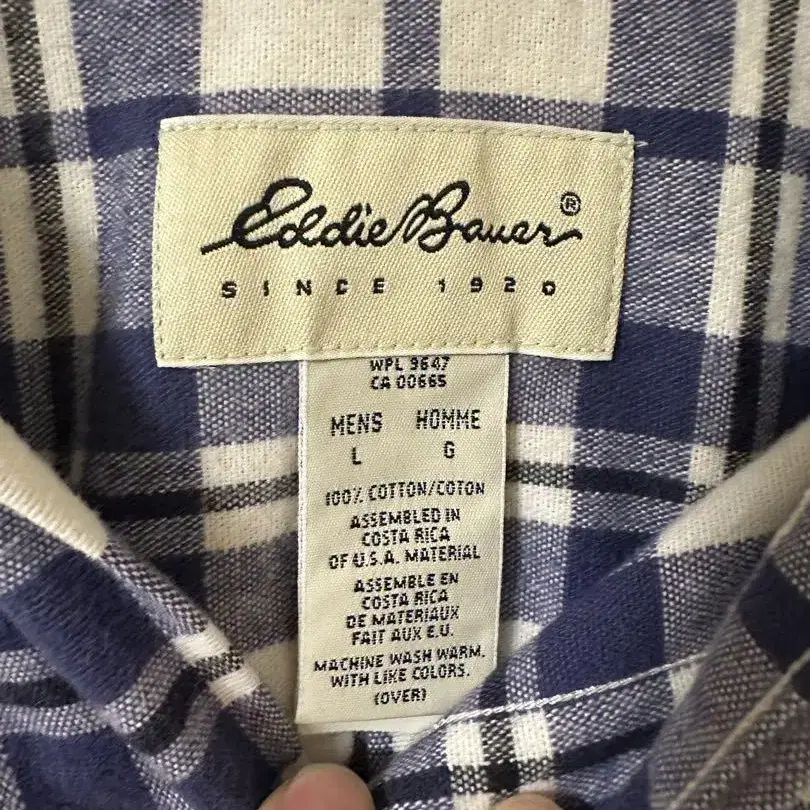 Eddie Bauer®
SINCE 1920
WPL 9647
CA 00665
MENS HOMME
L G
100% COTTON/COTON
ASSEMBLED IN
COSTA RICA
OF U.S.A. MATERIAL
ASSEMBLE EN
COSTA RICA
DE MATERIAUX
FAIT AUX E.U.
MACHINE WASH WARM.
WITH LIKE COLORS.
(OVER)